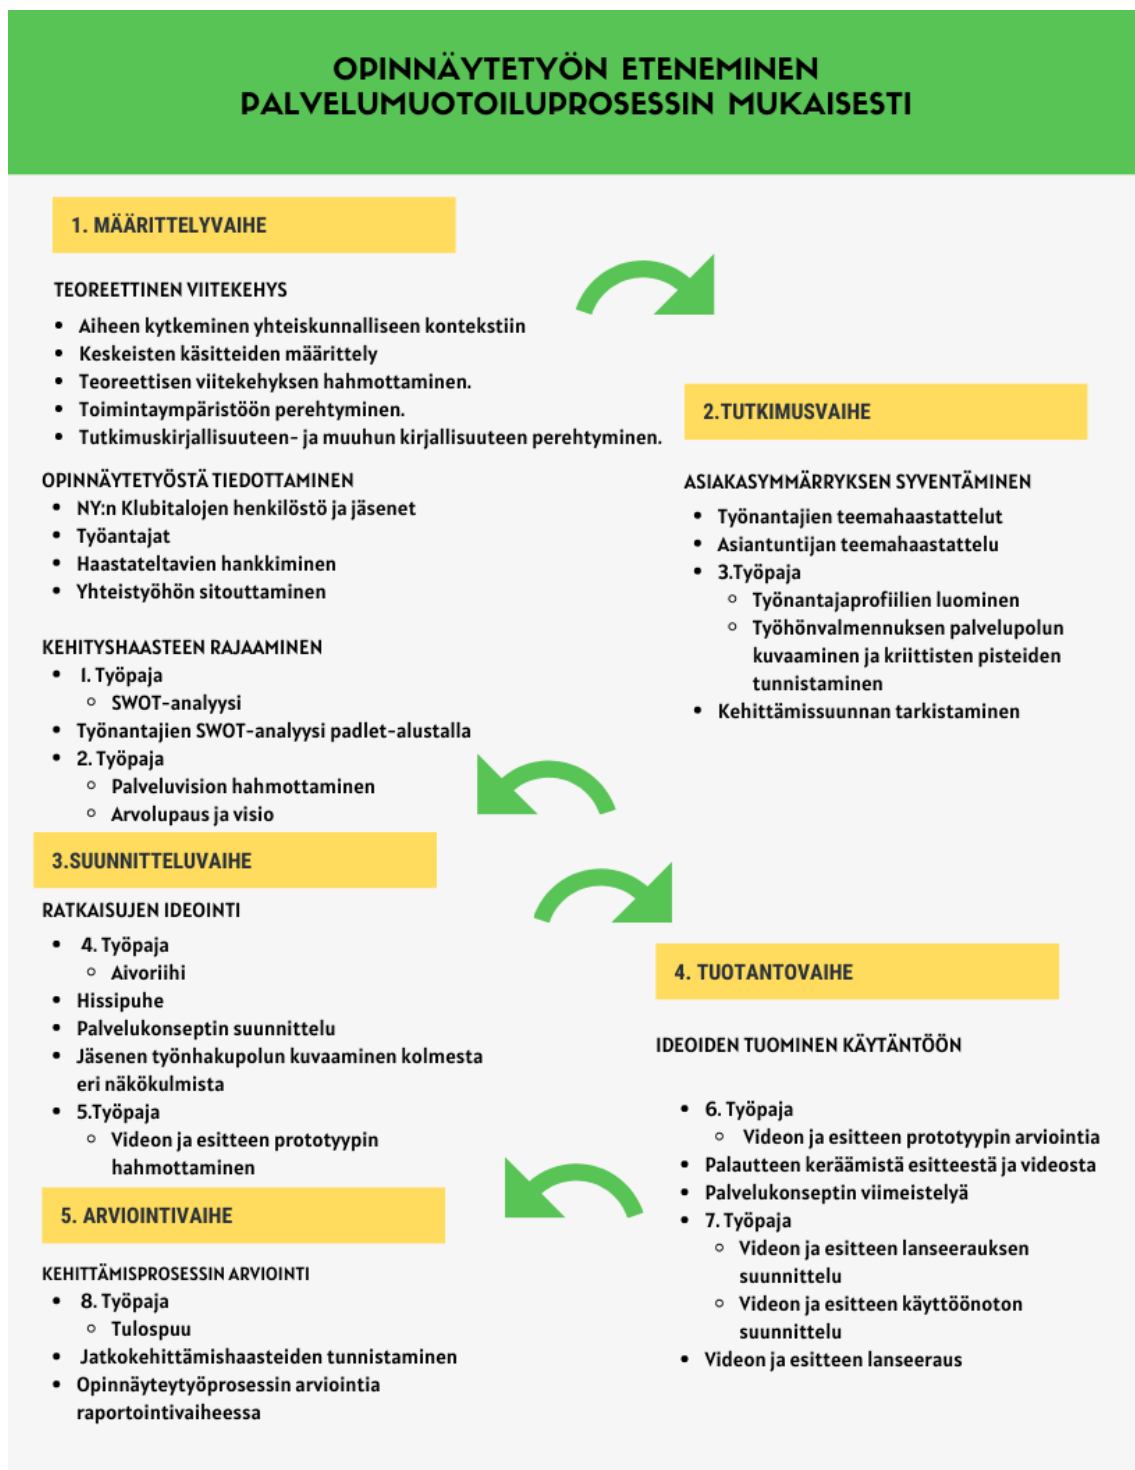 OPINNÄYTETYÖN ETENEMINEN
PALVELUMUOTOILUPROSESSIN MUKAISESTI
1. MÄÄRITTELYVAIHE
TEOREETTINEN VIITEKEHYS
• Aiheen kytkeminen yhteiskunnalliseen kontekstiin
• Keskeisten käsitteiden määrittely
• Teoreettisen viitekehyksen hahmottaminen.
• Toimintaympäristöön perehtyminen.
• Tutkimuskirjallisuuteen- ja muuhun kirjallisuuteen perehtyminen.
OPINNÄYTETYÖSTÄ TIEDOTTAMINEN
• NY:n Klubitalojen henkilöstö ja jäsenet
• Työantajat
• Haastateltavien hankkiminen
• Yhteistyöhön sitouttaminen
KEHITYSHAASTEEN RAJAAMINEN
• 1. Työpaja
○ SWOT-analyysi
• Työnantajien SWOT-analyysi padlet-alustalla
• 2. Työpaja
○ Palveluvision hahmottaminen
○ Arvolupaus ja visio
2.TUTKIMUSVAIHE
ASIAKASYMMÄRRYKSEN SYVENTÄMINEN
• Työnantajien teemahaastattelut
• Asiantuntijan teemahaastattelu
• 3.Työpaja
○ Työnantajaprofiilien luominen
○ Työhönvalmennuksen palvelupolun
kuvaaminen ja kriittisten pisteiden
tunnistaminen
• Kehittämissuunnan tarkistaminen
3.SUUNNITTELUVAIHE
RATKAISUJEN IDEOINTI
• 4. Työpaja
○ Aivoriihi
• Hissipuhe
• Palvelukonseptin suunnittelu
• Jäsenen työnhakupolun kuvaaminen kolmesta
eri näkökulmista
• 5.Työpaja
○ Videon ja esitteen prototyypin
hahmottaminen
4. TUOTANTOVAIHE
IDEOIDEN TUOMINEN KÄYTÄNTÖÖN
• 6. Työpaja
○ Videon ja esitteen prototyypin arviointia
• Palautteen keräämistä esitteestä ja videosta
• Palvelukonseptin viimeistelyä
• 7. Työpaja
○ Videon ja esitteen lanseerauksen
suunnittelu
○ Videon ja esitteen käyttöönoton
suunnittelu
• Videon ja esitteen lanseeraus
5. ARVIOINTIVAIHE
KEHITTÄMISPROSESSIN ARVIOINTI
• 8. Työpaja
○ Tulospuu
• Jatkokehittämishaasteiden tunnistaminen
• Opinnäyteytyöprosessin arviointia
raportointivaiheessa